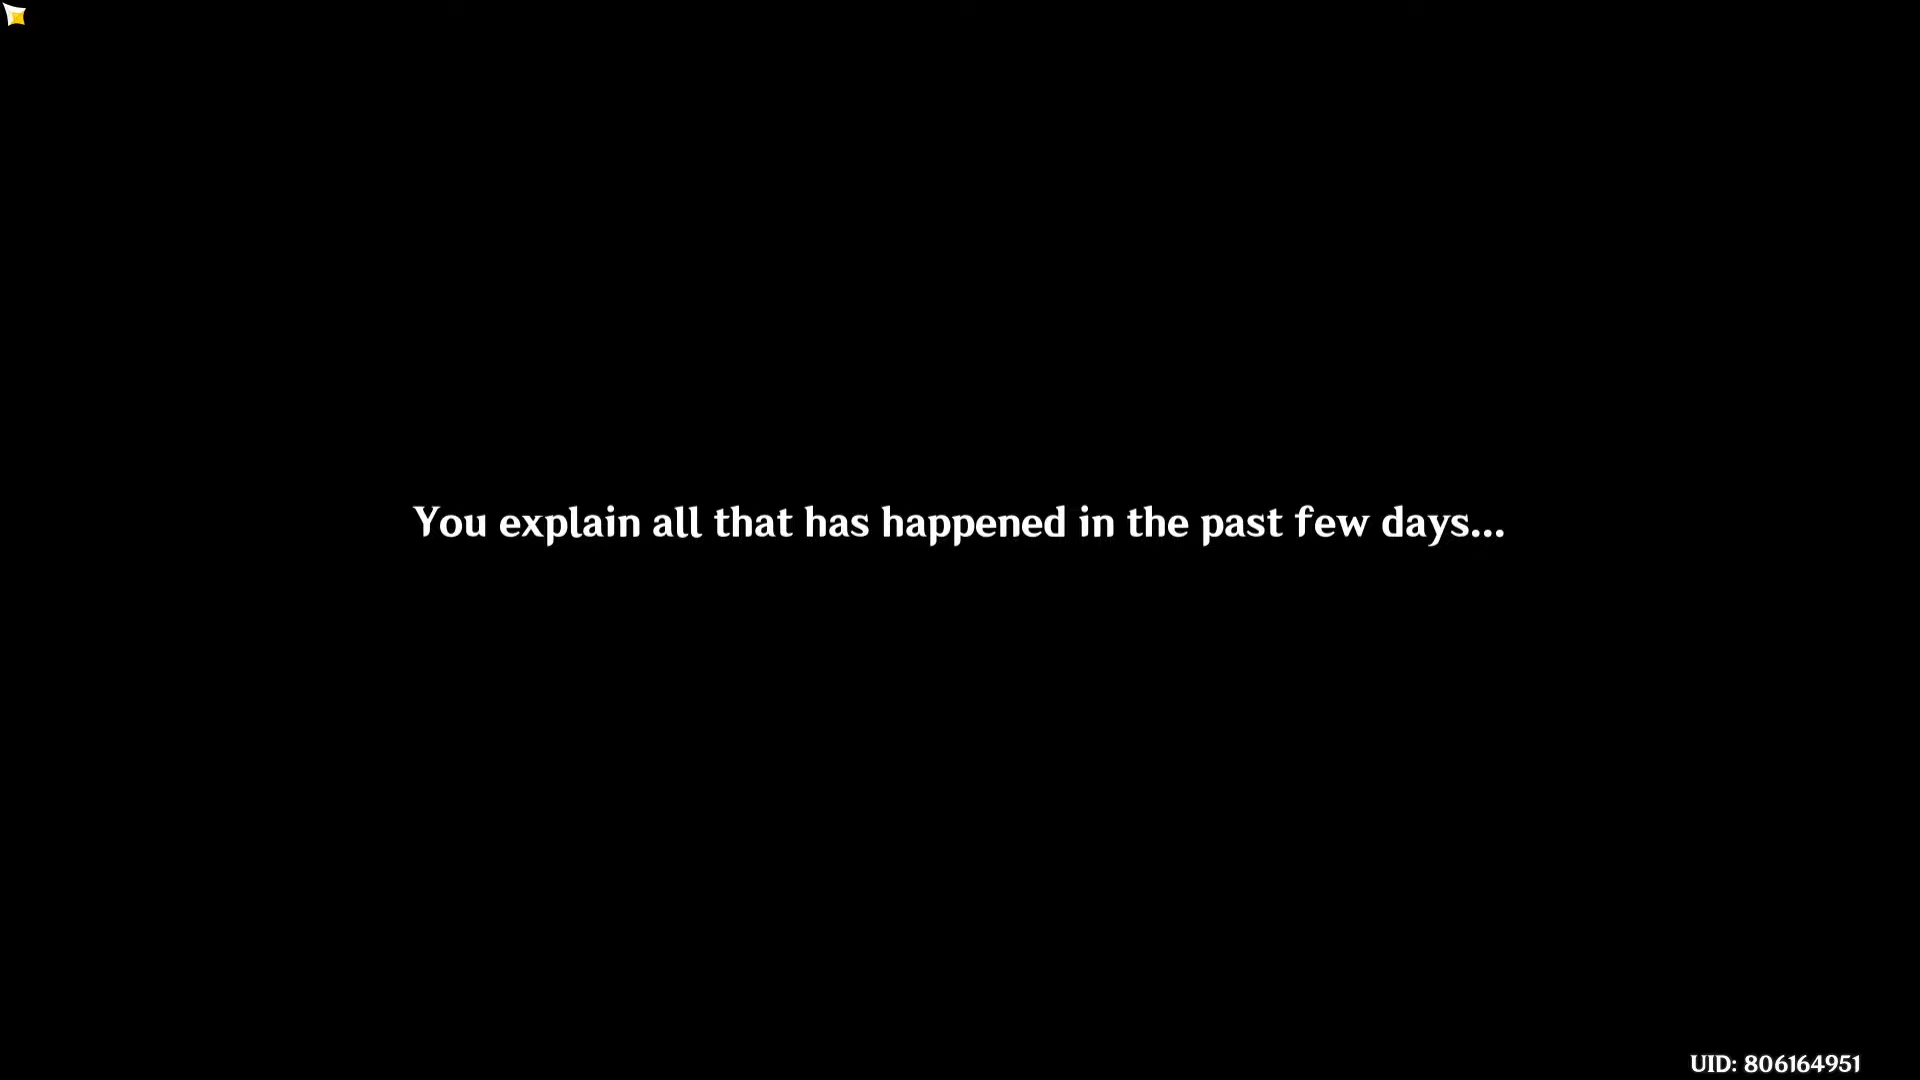 You explain all that has happened in the past few days...
UID: 806164951